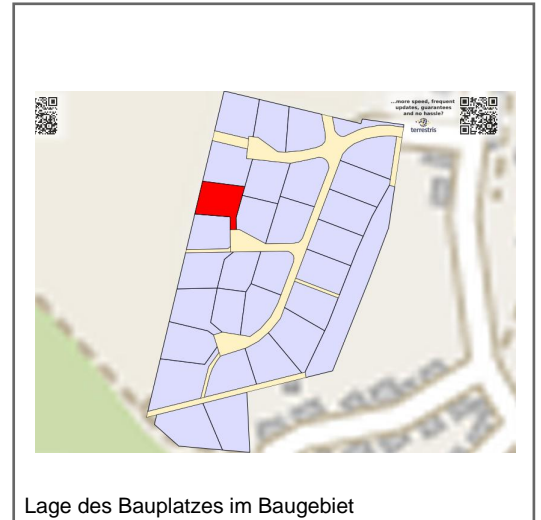 ...more speed, frequent
updates, guarantees
and no hassle?
terrestris
Lage des Bauplatzes im Baugebiet